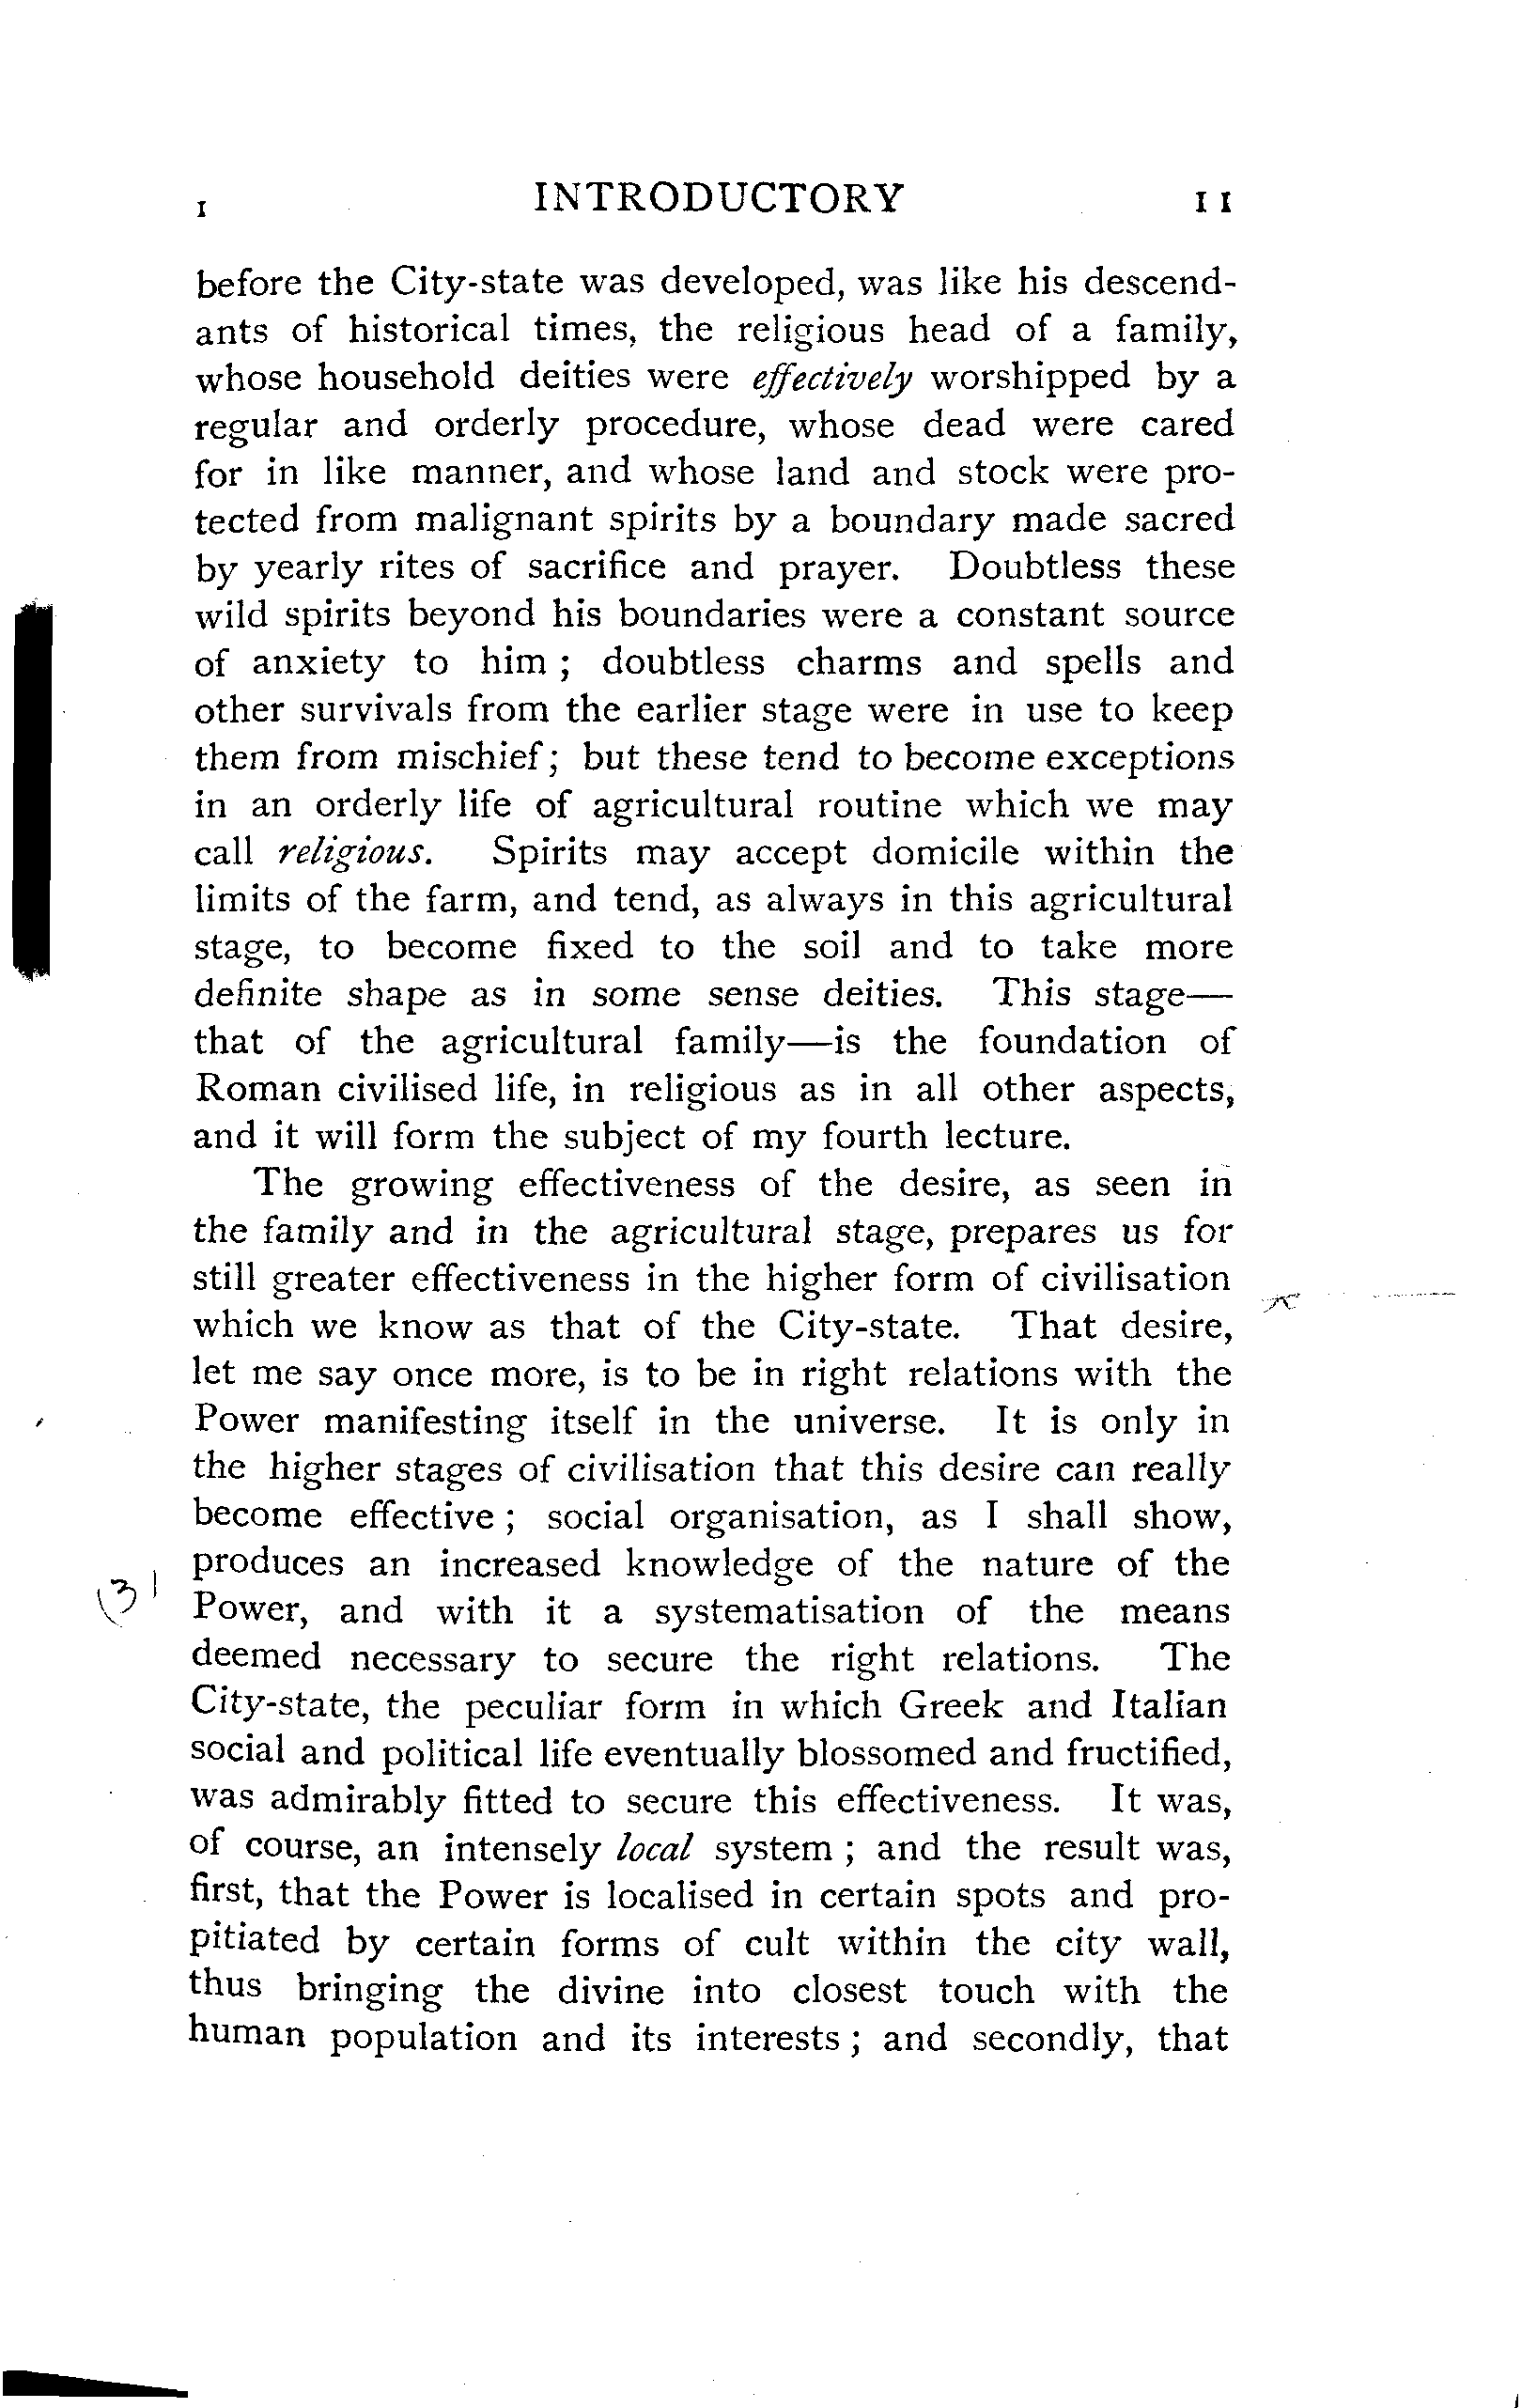 I INTRODUCTORY 11
before the City-state was developed, was like his descend-
ants of historical times, the religious head of a family,
whose household deities were effectively worshipped by a
regular and orderly procedure, whose dead were cared
for in like manner, and whose land and stock were pro-
tected from malignant spirits by a boundary made sacred
by yearly rites of sacrifice and prayer. Doubtless these
wild spirits beyond his boundaries were a constant source
of anxiety to him ; doubtless charms and spells and
other survivals from the earlier stage were in use to keep
them from mischief ; but these tend to become exceptions
in an orderly life of agricultural routine which we may
call religious. Spirits may accept domicile within the
limits of the farm, and tend, as always in this agricultural
stage, to become fixed to the soil and to take more
definite shape as in some sense deities. This stage—
that of the agricultural family—is the foundation of
Roman civilised life, in religious as in all other aspects,
and it will form the subject of my fourth lecture.
The growing effectiveness of the desire, as seen in
the family and in the agricultural stage, prepares us for
still greater effectiveness in the higher form of civilisation
which we know as that of the City-state. That desire,
let me say once more, is to be in right relations with the
Power manifesting itself in the universe. It is only in
the higher stages of civilisation that this desire can really
become effective ; social organisation, as I shall show,
produces an increased knowledge of the nature of the
(3) Power, and with it a systematisation of the means
deemed necessary to secure the right relations. The
City-state, the peculiar form in which Greek and Italian
social and political life eventually blossomed and fructified,
was admirably fitted to secure this effectiveness. It was,
of course, an intensely local system ; and the result was,
first, that the Power is localised in certain spots and pro-
pitiated by certain forms of cult within the city wall,
thus bringing the divine into closest touch with the
human population and its interests ; and secondly, that